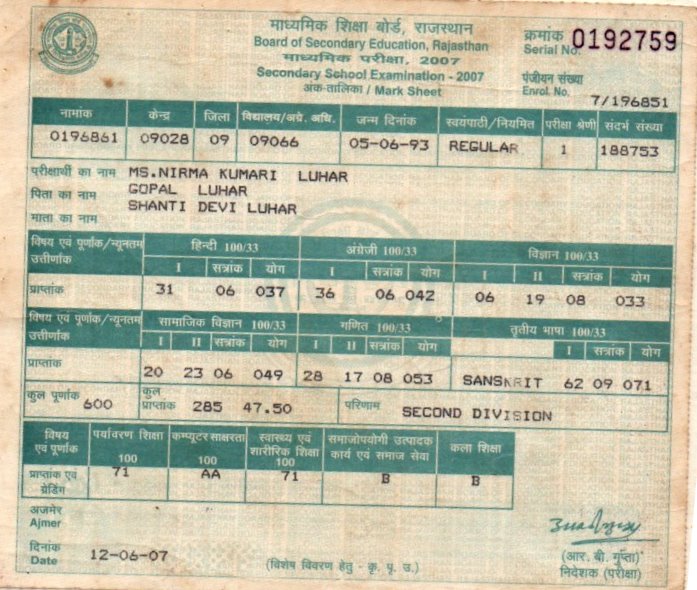 माध्यमिक शिक्षा बोर्ड, राजस्थान
Board of Secondary Education, Rajasthan
माध्यमिक परीक्षा, 2007
Secondary School Examination - 2007
अंक-तालिका / Mark Sheet
क्रमांक 0192759
Serial No.
पंजीयन संख्या
Enrol. No. 7/196851
नामांक केन्द्र जिला विद्यालय/अग्रे. अधि. जन्म दिनांक स्वयंपाठी/नियमित परीक्षा श्रेणी संदर्भ संख्या
0196861 09028 09 09066 05-06-93 REGULAR 1 188753
परीक्षार्थी का नाम MS.NIRMA KUMARI LUHAR
पिता का नाम GOPAL LUHAR
माता का नाम SHANTI DEVI LUHAR
विषय एवं पूर्णांक/न्यूनतम उत्तीर्णांक हिन्दी 100/33 अंग्रेजी 100/33 विज्ञान 100/33
I सत्रांक योग I सत्रांक योग I II सत्रांक योग
प्राप्तांक 31 06 037 36 06 042 06 19 08 033
विषय एवं पूर्णांक/न्यूनतम उत्तीर्णांक सामाजिक विज्ञान 100/33 गणित 100/33 तृतीय भाषा 100/33
I II सत्रांक योग I II सत्रांक योग I सत्रांक योग
प्राप्तांक 20 23 06 049 28 17 08 053 SANSKRIT 62 09 071
कुल पूर्णांक 600 कुल प्राप्तांक 285 47.50 परिणाम SECOND DIVISION
विषय एवं पूर्णांक पर्यावरण शिक्षा 100 कम्प्यूटर साक्षरता 100 स्वास्थ्य एवं शारीरिक शिक्षा 100 समाजोपयोगी उत्पादक कार्य एवं समाज सेवा कला शिक्षा
प्राप्तांक एवं ग्रेडिंग 71 AA 71 B B
अजमेर
Ajmer
दिनांक
Date 12-06-07
(विशेष विवरण हेतु - कृ. पृ. उ.)
(आर. बी. गुप्ता)
निदेशक (परीक्षा)